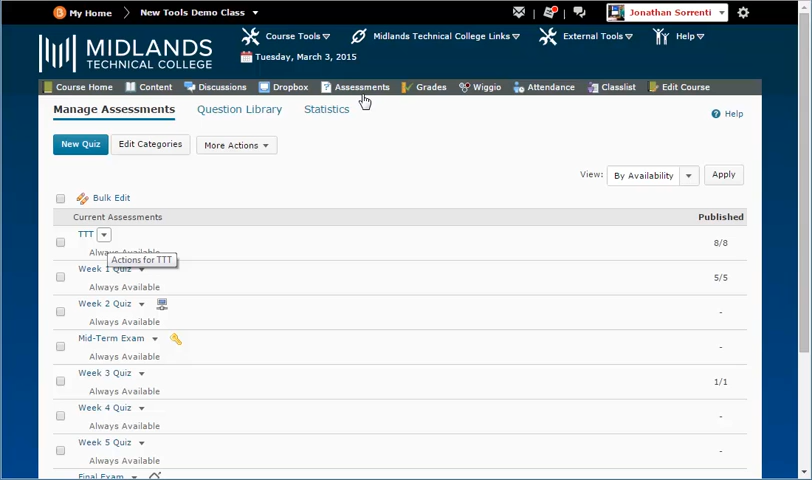 My Home
New Tools Demo Class
Jonathan Sorrenti
MIDLANDS
TECHNICAL COLLEGE
Course Tools
Midlands Technical College Links
External Tools
Help
Tuesday, March 3, 2015
Course Home
Content
Discussions
Dropbox
Assessments
Grades
Wiggio
Attendance
Classlist
Edit Course
Manage Assessments
Question Library
Statistics
Help
New Quiz
Edit Categories
More Actions
View:
By Availability
Apply
Bulk Edit
Current Assessments
Published
TTT
8/8
Always Available
Actions for TTT
Week 1 Quiz
5/5
Always Available
Week 2 Quiz
-
Always Available
Mid-Term Exam
-
Always Available
Week 3 Quiz
1/1
Always Available
Week 4 Quiz
-
Always Available
Week 5 Quiz
-
Always Available
Final Exam